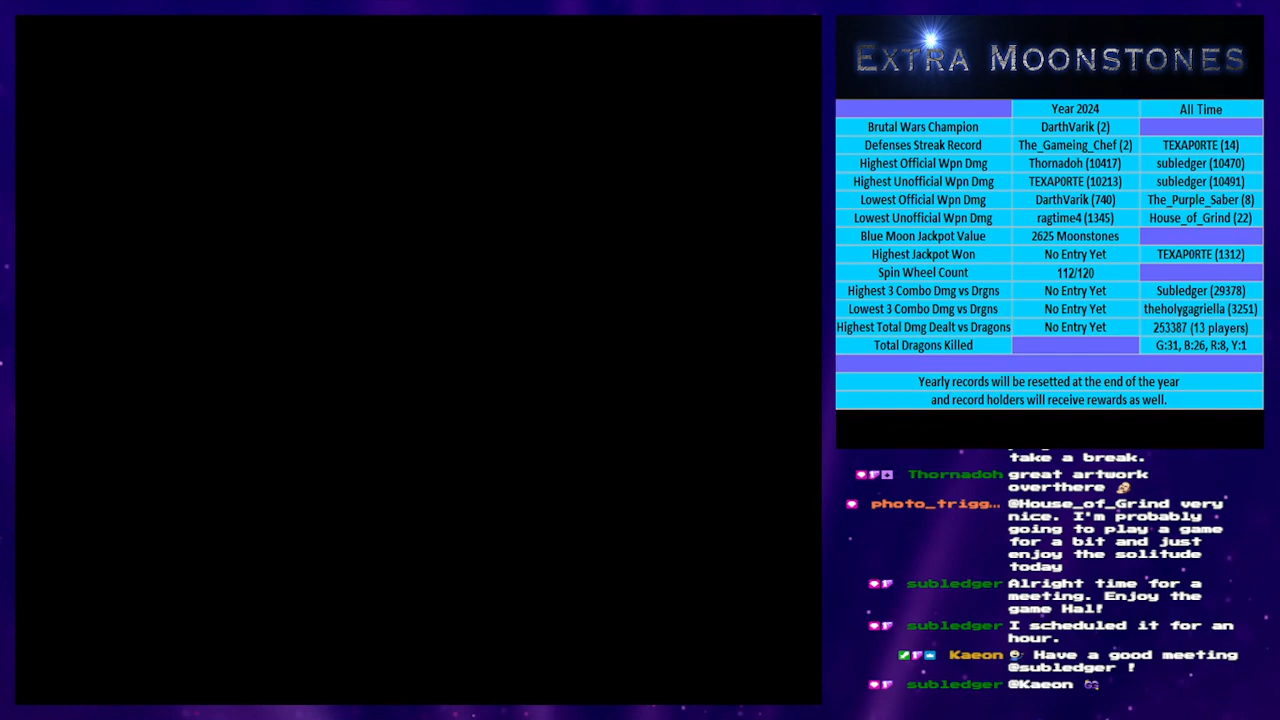 EXTRA MOONSTONES
Year 2024 All Time
Brutal Wars Champion DarthVarik (2)
Defenses Streak Record The_Gameing_Chef (2) TEXAP0RTE (14)
Highest Official Wpn Dmg Thornadoh (10417) subledger (10470)
Highest Unofficial Wpn Dmg TEXAP0RTE (10213) subledger (10491)
Lowest Official Wpn Dmg DarthVarik (740) The_Purple_Saber (8)
Lowest Unofficial Wpn Dmg ragtime4 (1345) House_of_Grind (22)
Blue Moon Jackpot Value 2625 Moonstones
Highest Jackpot Won No Entry Yet TEXAP0RTE (1312)
Spin Wheel Count 112/120
Highest 3 Combo Dmg vs Drgns No Entry Yet Subledger (29378)
Lowest 3 Combo Dmg vs Drgns No Entry Yet theholygagriella (3251)
Highest Total Dmg Dealt vs Dragons No Entry Yet 253387 (13 players)
Total Dragons Killed G:31, B:26, R:8, Y:1
Yearly records will be resetted at the end of the year
and record holders will receive rewards as well.
take a break.
Thornadoh great artwork
overthere
photo_trigg... @House_of_Grind very
nice. I'm probably
going to play a game
for a bit and just
enjoy the solitude
today
subledger Alright time for a
meeting. Enjoy the
game Hal!
subledger I scheduled it for an
hour.
Kaeon Have a good meeting
@subledger !
subledger @Kaeon